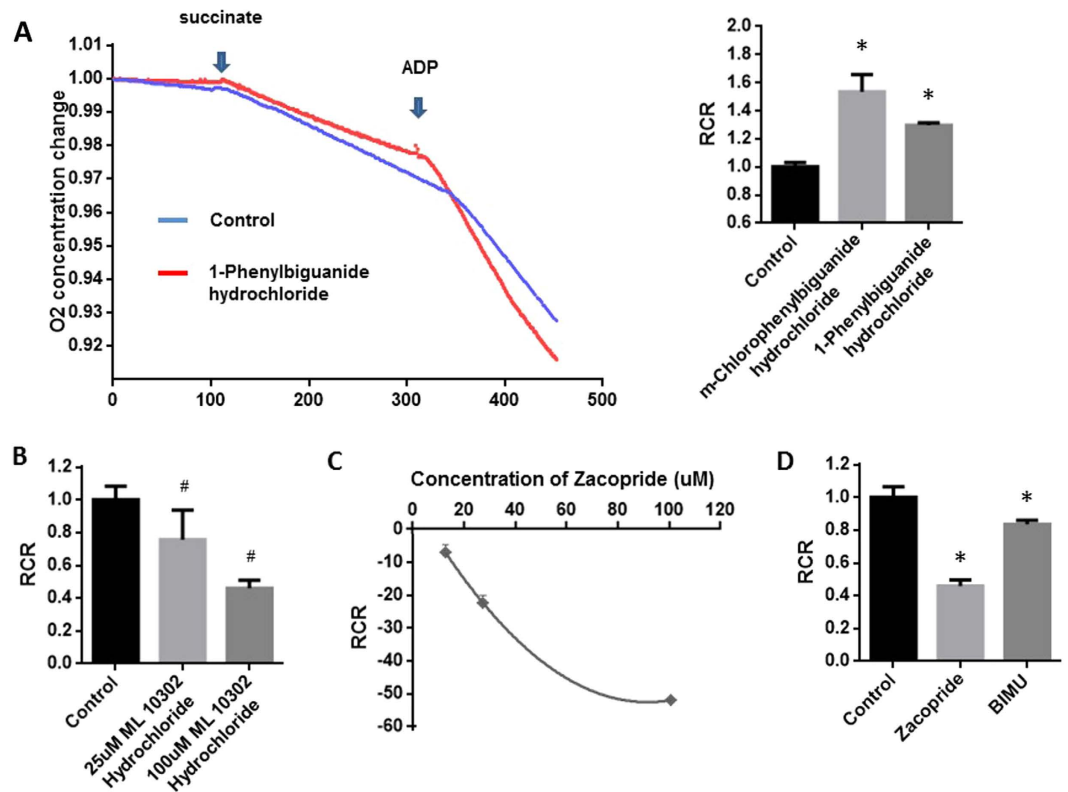 A
succinate
ADP
O2 concentration change
1.01
1.00
0.99
0.98
0.97
0.96
0.95
0.94
0.93
0.92
0
100
200
300
400
500
Control
1-Phenylbiguanide
hydrochloride
RCR
2.0
1.8
1.6
1.4
1.2
1.0
0.8
0.6
*
*
Control
m-Chlorophenylbiguanide
hydrochloride
1-Phenylbiguanide
hydrochloride
B
RCR
1.2
1.0
0.8
0.6
0.4
0.2
0.0
#
#
Control
25uM ML 10302
Hydrochloride
100uM ML 10302
Hydrochloride
C
Concentration of Zacopride (uM)
0
20
40
60
80
100
120
RCR
0
-10
-20
-30
-40
-50
-60
D
RCR
1.2
1.0
0.8
0.6
0.4
0.2
0.0
*
*
Control
Zacopride
BIMU